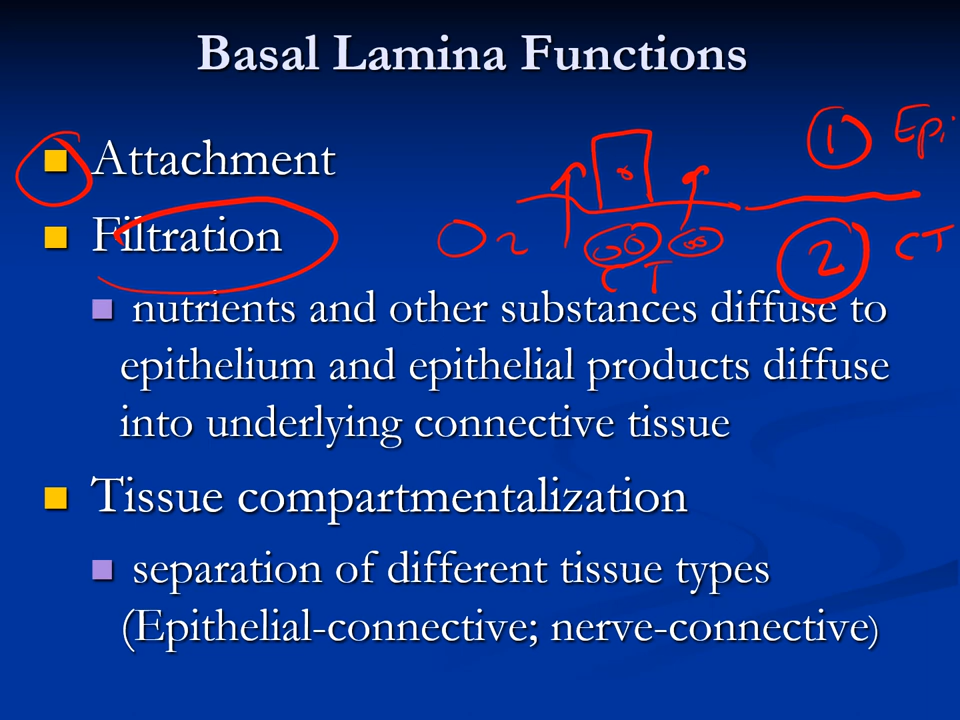 Basal Lamina Functions
Attachment
Filtration
nutrients and other substances diffuse to
epithelium and epithelial products diffuse
into underlying connective tissue
Tissue compartmentalization
separation of different tissue types
(Epithelial-connective; nerve-connective)
O2
CT
1 Epi.
2 CT